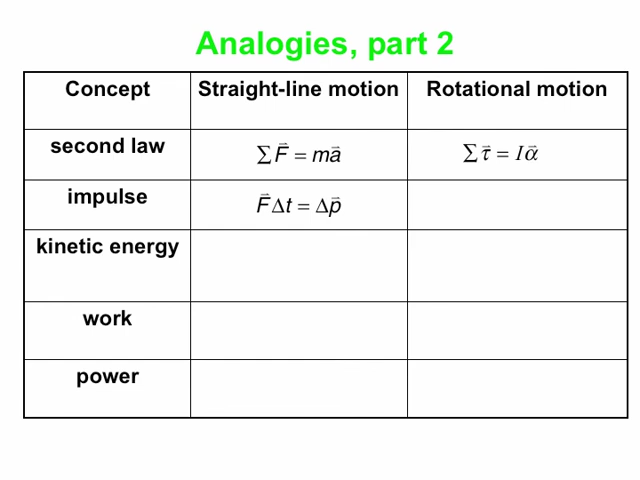 Analogies, part 2
Concept Straight-line motion Rotational motion
second law ∑F⃗ = ma⃗ ∑τ⃗ = Iα⃗
impulse F⃗Δt = Δp⃗
kinetic energy
work
power